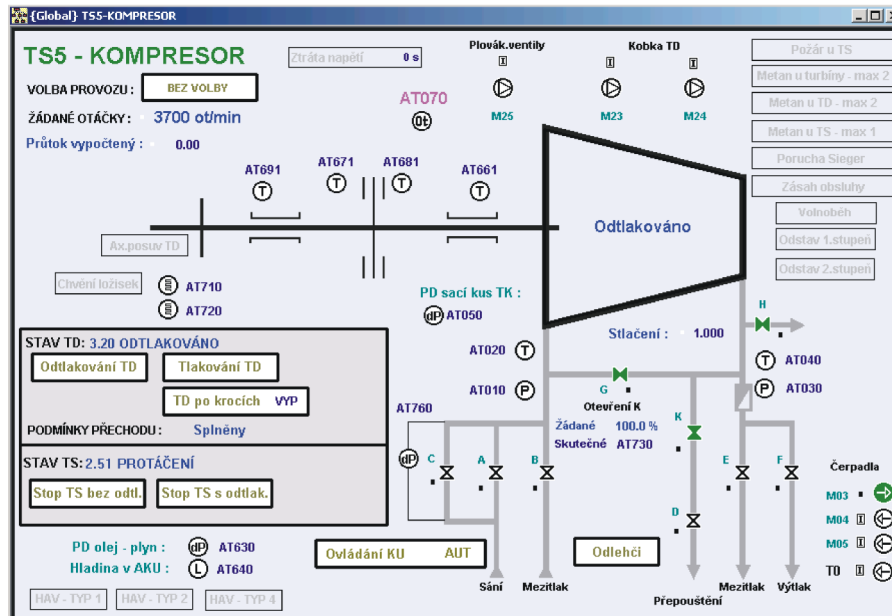 {Global} TS5-KOMPRESOR
TS5 - KOMPRESOR
Ztráta napětí 0 s
Plovák.ventily
Kobka TD
Požár u TS
VOLBA PROVOZU : BEZ VOLBY
Metan u turbíny - max 2
AT070
Metan u TD - max 2
ŽÁDANÉ OTÁČKY : 3700 ot/min
0t
M25
M23
M24
Metan u TS - max 1
Průtok vypočtený : 0.00
Porucha Sieger
AT691
AT671
AT681
AT661
T
T
T
T
Zásah obsluhy
Volnoběh
Odtlakováno
Odstav 1.stupeň
Ax.posuv TD
Odstav 2.stupeň
Chvění ložisek
AT710
AT720
PD sací kus TK :
dP AT050
H
Stlačení : 1.000
STAV TD: 3.20 ODTLAKOVÁNO
Odtlakování TD
Tlakování TD
AT020 T
T AT040
TD po krocích VYP
AT010 P
G
P AT030
Otevření K
AT760
Žádané 100.0 %
K
PODMÍNKY PŘECHODU : Splněny
Skutečné AT730
STAV TS: 2.51 PROTÁČENÍ
dP
C
A
B
E
F
Čerpadla
Stop TS bez odtl.
Stop TS s odtlak.
M03
D
M04
PD olej - plyn : dP AT630
Ovládání KU AUT
Odlehčí
M05
Hladina v AKU : L AT640
TO
Sání
Mezitlak
Přepouštění
Mezitlak
Výtlak
HAV - TYP 1
HAV - TYP 2
HAV - TYP 4